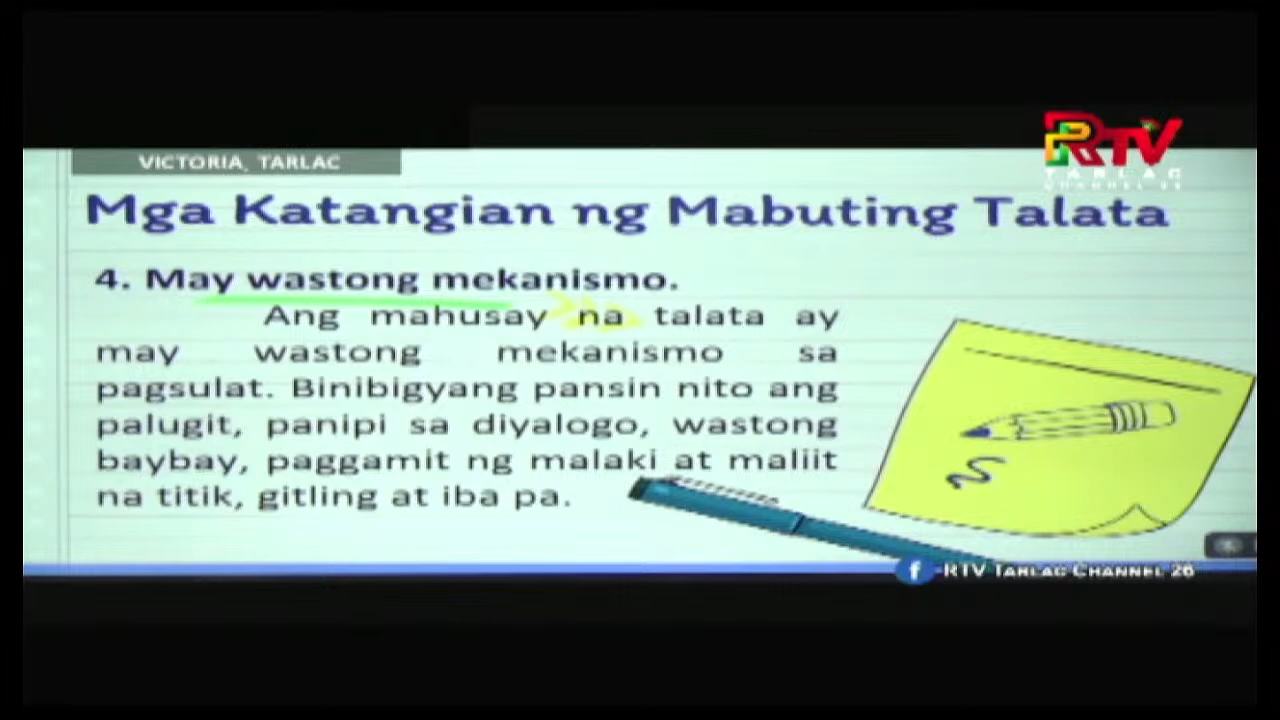 VICTORIA, TARLAC
RTV
TARLAC
CHANNEL 26
Mga Katangian ng Mabuting Talata
4. May wastong mekanismo.
Ang mahusay na talata ay
may wastong mekanismo sa
pagsulat. Binibigyang pansin nito ang
palugit, panipi sa diyalogo, wastong
baybay, paggamit ng malaki at maliit
na titik, gitling at iba pa.
RTV Tarlac Channel 26